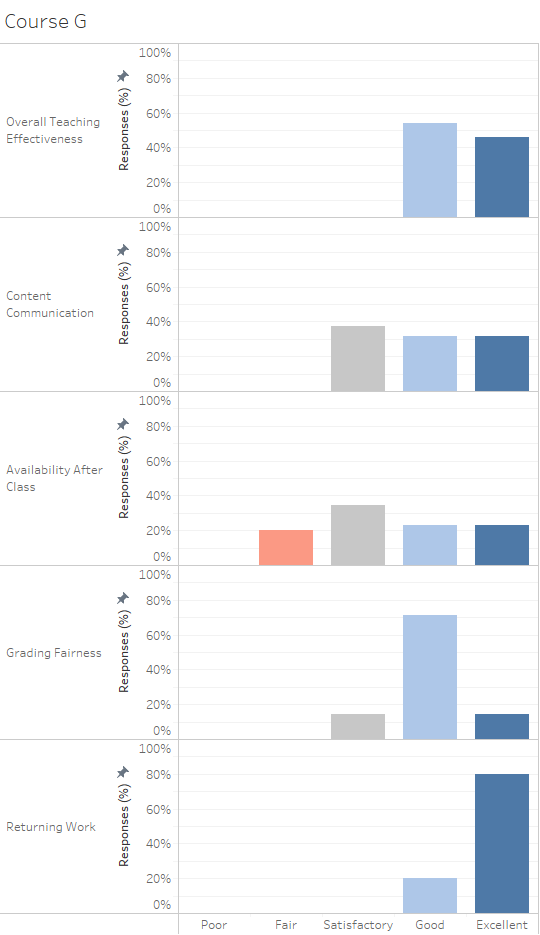 Course G
Overall Teaching
Effectiveness
Responses (%)
100%
80%
60%
40%
20%
0%
Content
Communication
Responses (%)
100%
80%
60%
40%
20%
0%
Availability After
Class
Responses (%)
100%
80%
60%
40%
20%
0%
Grading Fairness
Responses (%)
100%
80%
60%
40%
20%
0%
Returning Work
Responses (%)
100%
80%
60%
40%
20%
0%
Poor Fair Satisfactory Good Excellent